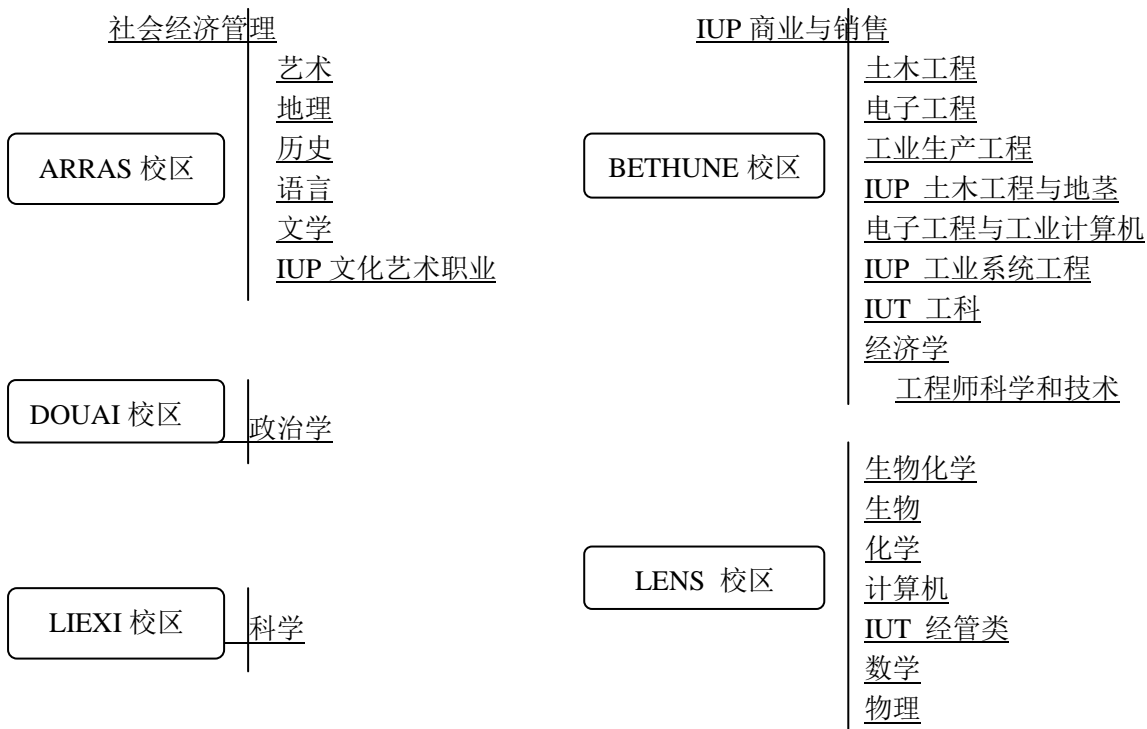 社会经济管理
艺术
地理
历史
ARRAS 校区
语言
文学
IUP 文化艺术职业
DOUAI 校区
政治学
LIEXI 校区
科学
IUP 商业与销售
土木工程
电子工程
工业生产工程
BETHUNE 校区
IUP 土木工程与地茎
电子工程与工业计算机
IUP 工业系统工程
IUT 工科
经济学
工程师科学和技术
生物化学
生物
化学
LENS 校区
计算机
IUT 经管类
数学
物理